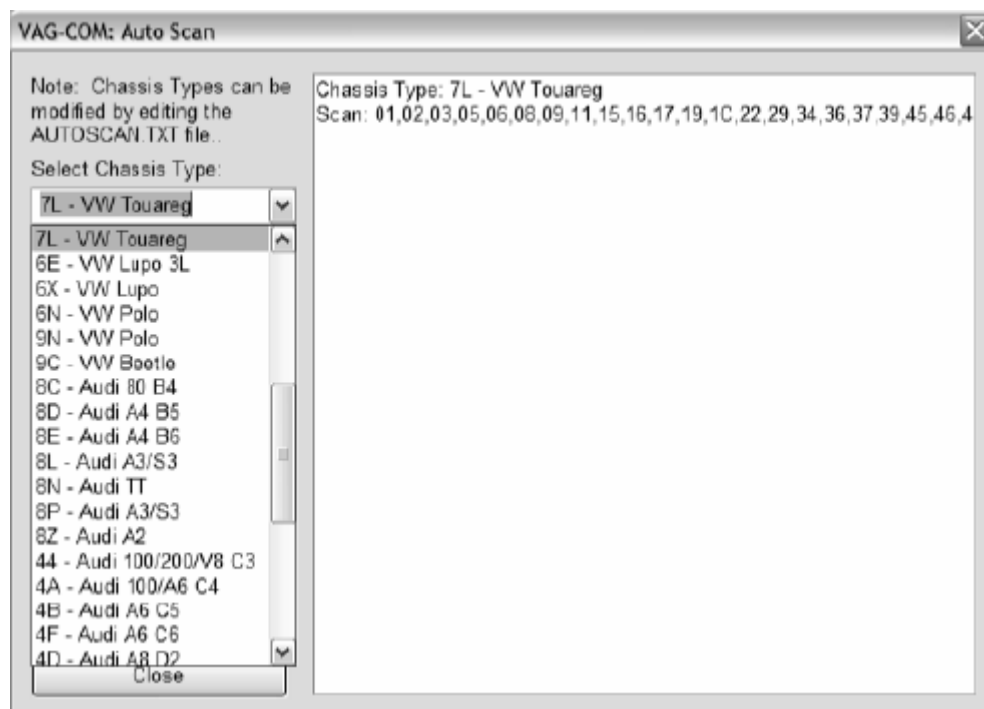 VAG-COM: Auto Scan
Note: Chassis Types can be
modified by editing the
AUTOSCAN.TXT file..
Select Chassis Type:
7L - VW Touareg
7L - VW Touareg
6E - VW Lupo 3L
6X - VW Lupo
6N - VW Polo
9N - VW Polo
9C - VW Beetle
8C - Audi 80 B4
8D - Audi A4 B5
8E - Audi A4 B6
8L - Audi A3/S3
8N - Audi TT
8P - Audi A3/S3
8Z - Audi A2
44 - Audi 100/200/V8 C3
4A - Audi 100/A6 C4
4B - Audi A6 C5
4F - Audi A6 C6
4D - Audi A8 D2
Close
Chassis Type: 7L - VW Touareg
Scan: 01,02,03,05,06,08,09,11,15,16,17,19,1C,22,29,34,36,37,39,45,46,4